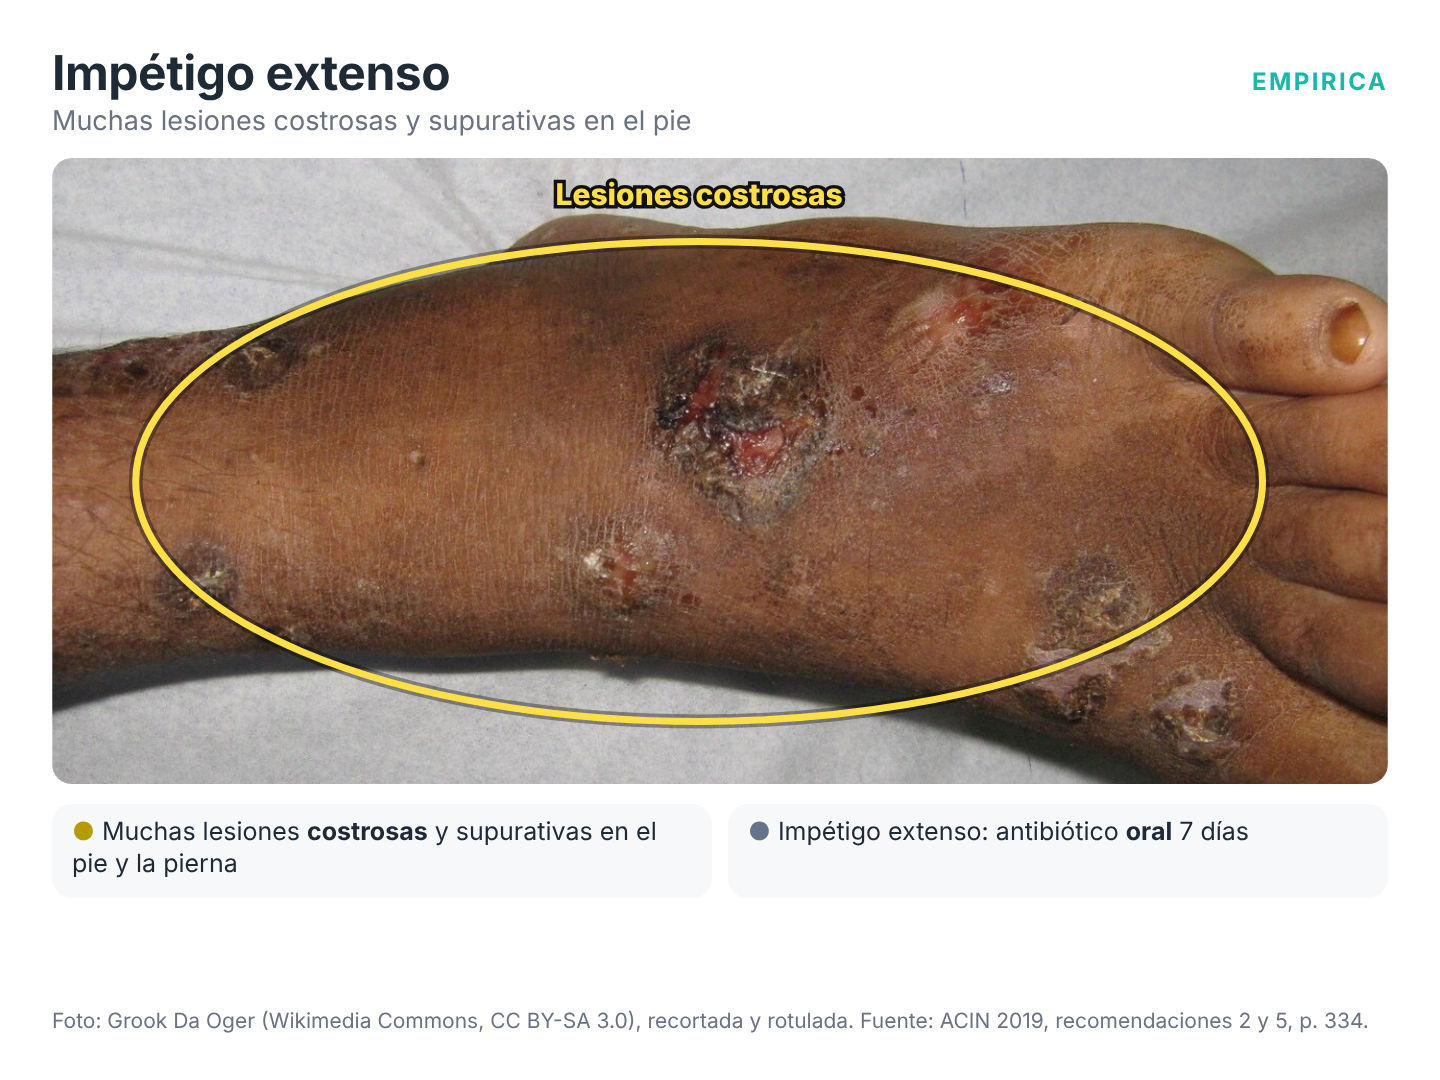 Impétigo extenso
EMPIRICA
Muchas lesiones costrosas y supurativas en el pie
Lesiones costrosas
Muchas lesiones costrosas y supurativas en el
pie y la pierna
Impétigo extenso: antibiótico oral 7 días
Foto: Grook Da Oger (Wikimedia Commons, CC BY-SA 3.0), recortada y rotulada. Fuente: ACIN 2019, recomendaciones 2 y 5, p. 334.